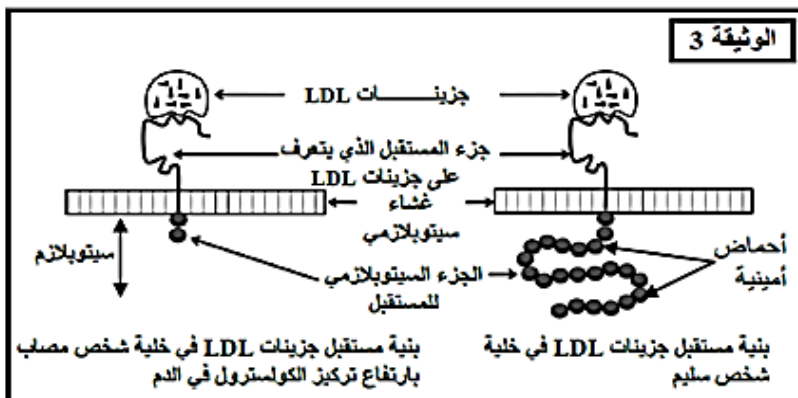 الوثيقة 3
جزيئـــــــات LDL
جزء المستقبل الذي يتعرف
على جزيئات LDL
غشاء
سيتوبلازمي
سيتوبلازم
أحماض
أمينية
الجزء السيتوبلازمي
للمستقبل
بنية مستقبل جزيئات LDL في خلية
شخص سليم
بنية مستقبل جزيئات LDL في خلية شخص مصاب
بارتفاع تركيز الكولسترول في الدم